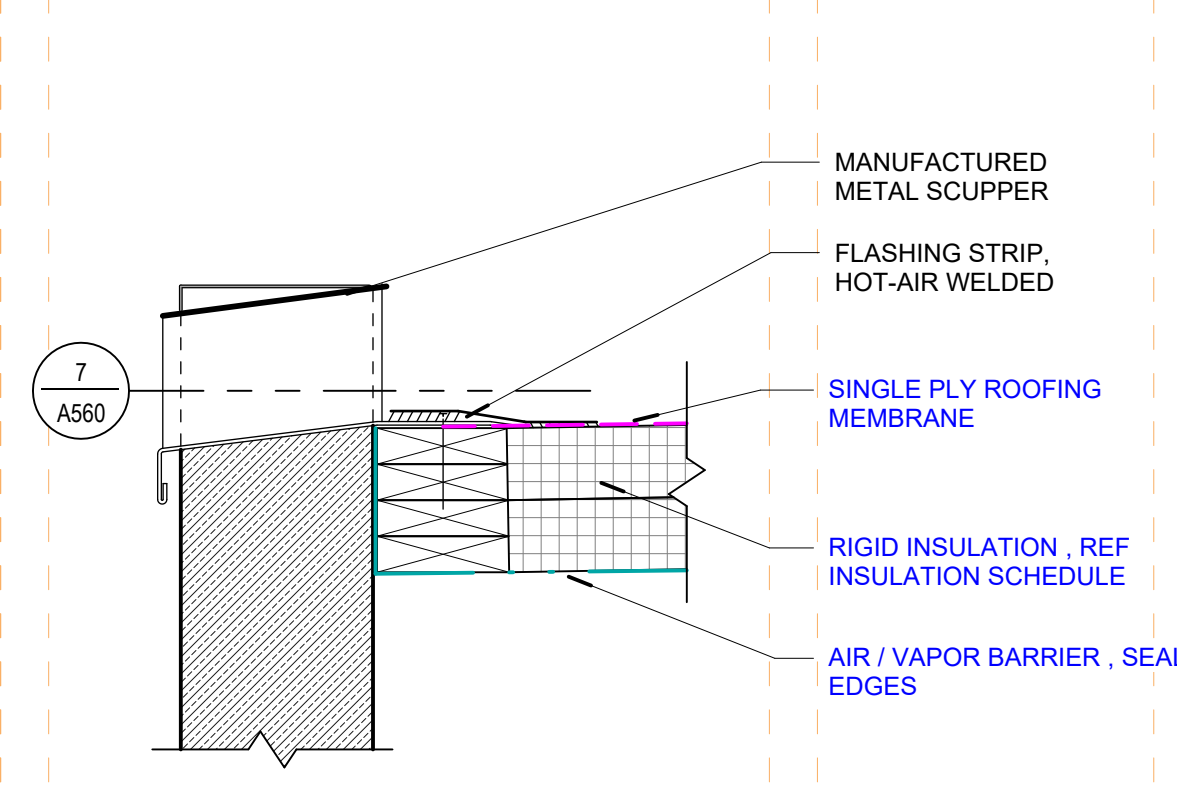 MANUFACTURED
METAL SCUPPER
FLASHING STRIP,
HOT-AIR WELDED
7
A560
SINGLE PLY ROOFING
MEMBRANE
RIGID INSULATION , REF
INSULATION SCHEDULE
AIR / VAPOR BARRIER , SEAL
EDGES